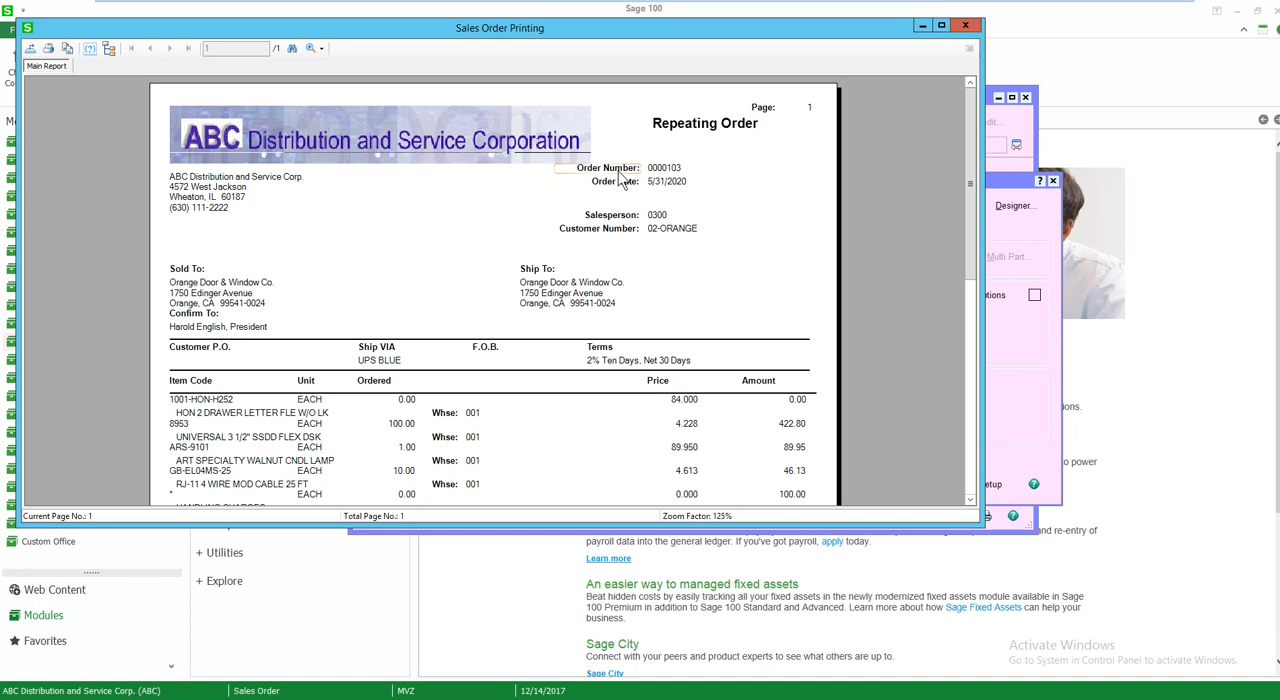 Sage 100
Sales Order Printing
1
/1
Main Report
Page: 1
Repeating Order
ABC Distribution and Service Corporation
Order Number: 0000103
5/31/2020
ABC Distribution and Service Corp.
4572 West Jackson
Wheaton, IL 60187
(630) 111-2222
Salesperson: 0300
Customer Number: 02-ORANGE
Sold To:
Orange Door & Window Co.
1750 Edinger Avenue
Orange, CA 99541-0024
Confirm To:
Harold English, President
Ship To:
Orange Door & Window Co.
1750 Edinger Avenue
Orange, CA 99541-0024
Customer P.O. Ship VIA F.O.B. Terms
UPS BLUE 2% Ten Days, Net 30 Days
Item Code Unit Ordered Price Amount
1001-HON-H252 EACH 0.00 84.000 0.00
HON 2 DRAWER LETTER FLE W/O LK Whse: 001
8953 EACH 100.00 4.228 422.80
UNIVERSAL 3 1/2" SSDD FLEX DSK Whse: 001
ARS-9101 EACH 1.00 89.950 89.95
ART SPECIALTY WALNUT CNDL LAMP Whse: 001
GB-EL04MS-25 EACH 10.00 4.613 46.13
RJ-11 4 WIRE MOD CABLE 25 FT Whse: 001
* EACH 0.00 0.000 100.00
Current Page No.: 1 Total Page No.: 1 Zoom Factor: 125%
dit...
Designer...
Multi Part...
tions
etup
ions.
to power
and re-entry of
payroll data into the general ledger. If you've got payroll, apply today.
Learn more
An easier way to managed fixed assets
Beat hidden costs by easily tracking all your fixed assets in the newly modernized fixed assets module available in Sage
100 Premium in addition to Sage 100 Standard and Advanced. Learn more about how Sage Fixed Assets can help your
business.
Sage City
Connect with your peers and product experts to see what others are up to.
Sage City
Custom Office
+ Utilities
+ Explore
Web Content
Modules
Favorites
Activate Windows
Go to System in Control Panel to activate Windows.
ABC Distribution and Service Corp. (ABC) Sales Order MVZ 12/14/2017